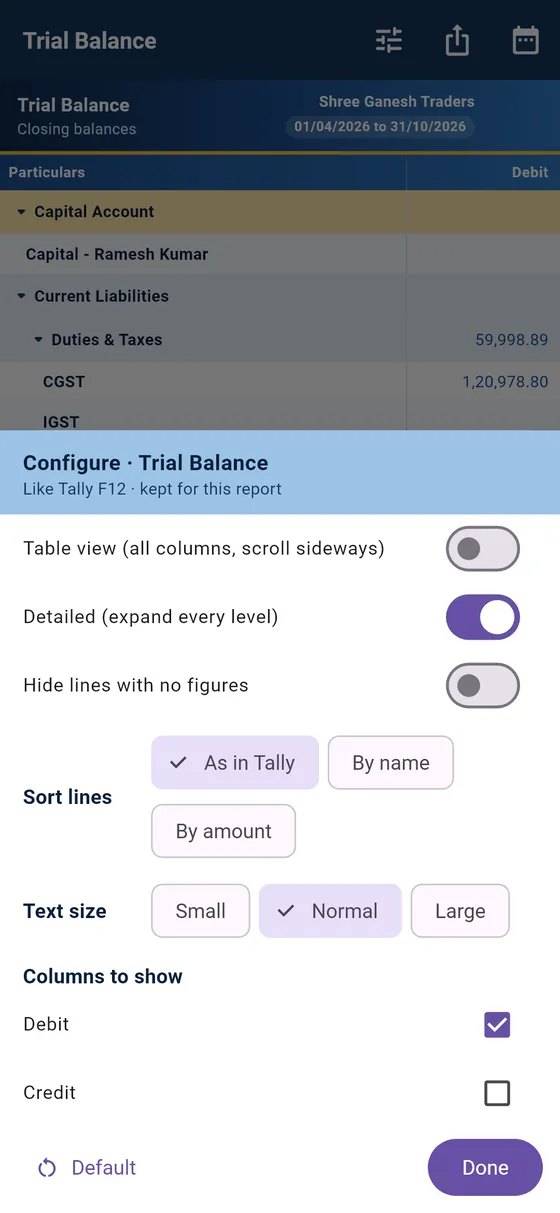 Trial Balance
Trial Balance
Shree Ganesh Traders
Closing balances
01/04/2026 to 31/10/2026
Particulars Debit
Capital Account
Capital - Ramesh Kumar
Current Liabilities
Duties & Taxes 59,998.89
CGST 1,20,978.80
IGST
Configure · Trial Balance
Like Tally F12 · kept for this report
Table view (all columns, scroll sideways)
Detailed (expand every level)
Hide lines with no figures
Sort lines
As in Tally By name
By amount
Text size Small Normal Large
Columns to show
Debit
Credit
Default Done